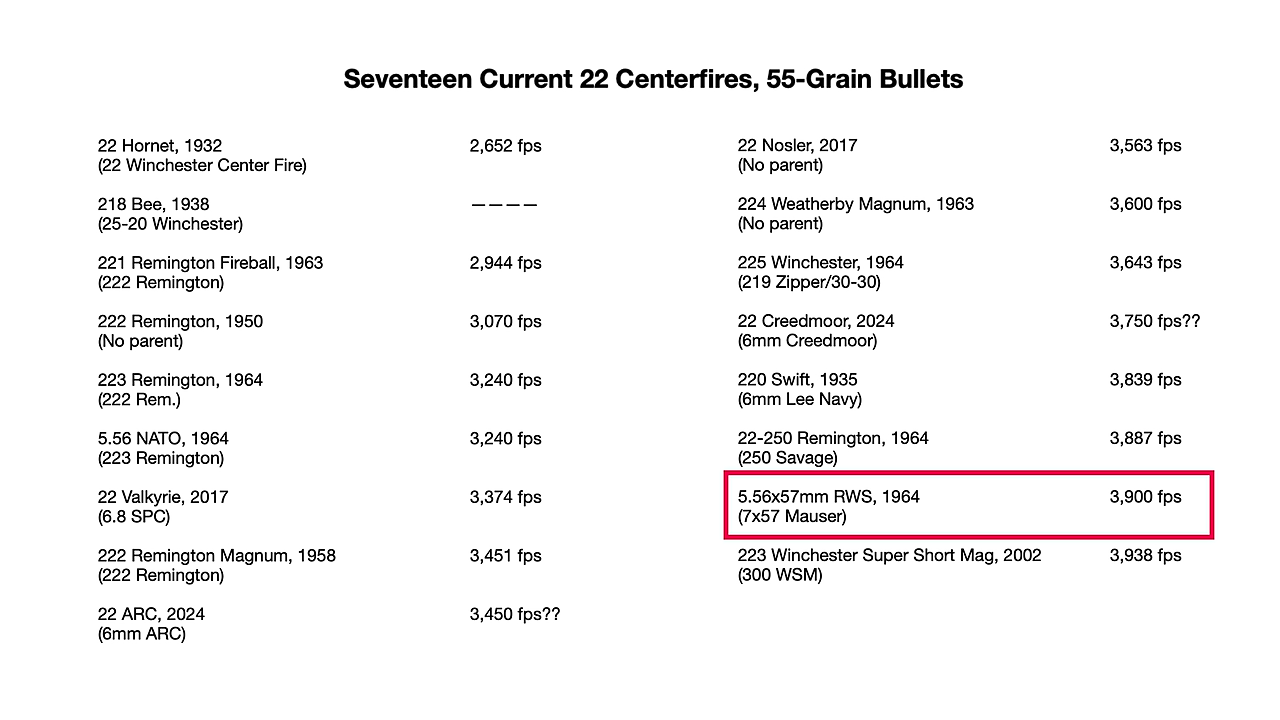 Seventeen Current 22 Centerfires, 55-Grain Bullets
22 Hornet, 1932 2,652 fps
(22 Winchester Center Fire)
218 Bee, 1938 ————
(25-20 Winchester)
221 Remington Fireball, 1963 2,944 fps
(222 Remington)
222 Remington, 1950 3,070 fps
(No parent)
223 Remington, 1964 3,240 fps
(222 Rem.)
5.56 NATO, 1964 3,240 fps
(223 Remington)
22 Valkyrie, 2017 3,374 fps
(6.8 SPC)
222 Remington Magnum, 1958 3,451 fps
(222 Remington)
22 ARC, 2024 3,450 fps??
(6mm ARC)
22 Nosler, 2017 3,563 fps
(No parent)
224 Weatherby Magnum, 1963 3,600 fps
(No parent)
225 Winchester, 1964 3,643 fps
(219 Zipper/30-30)
22 Creedmoor, 2024 3,750 fps??
(6mm Creedmoor)
220 Swift, 1935 3,839 fps
(6mm Lee Navy)
22-250 Remington, 1964 3,887 fps
(250 Savage)
5.56x57mm RWS, 1964 3,900 fps
(7x57 Mauser)
223 Winchester Super Short Mag, 2002 3,938 fps
(300 WSM)